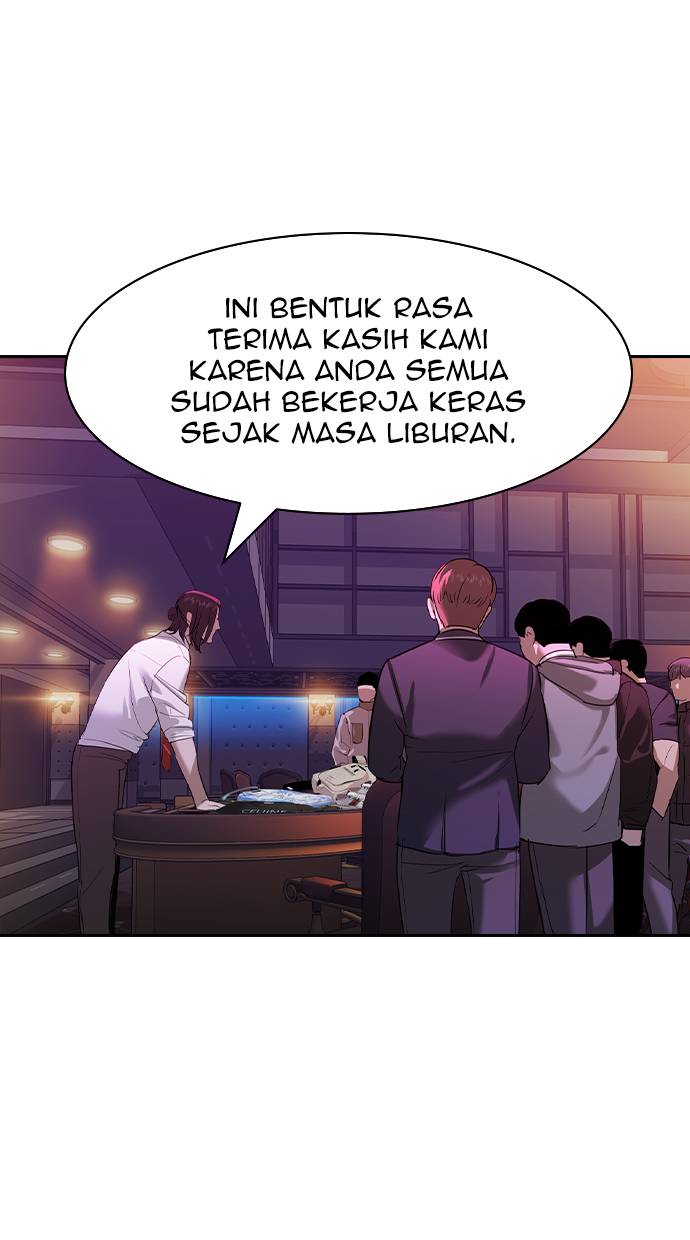 INI BENTUK RASA
TERIMA KASIH KAMI
KARENA ANDA SEMUA
SUDAH BEKERJA KERAS
SEJAK MASA LIBURAN.